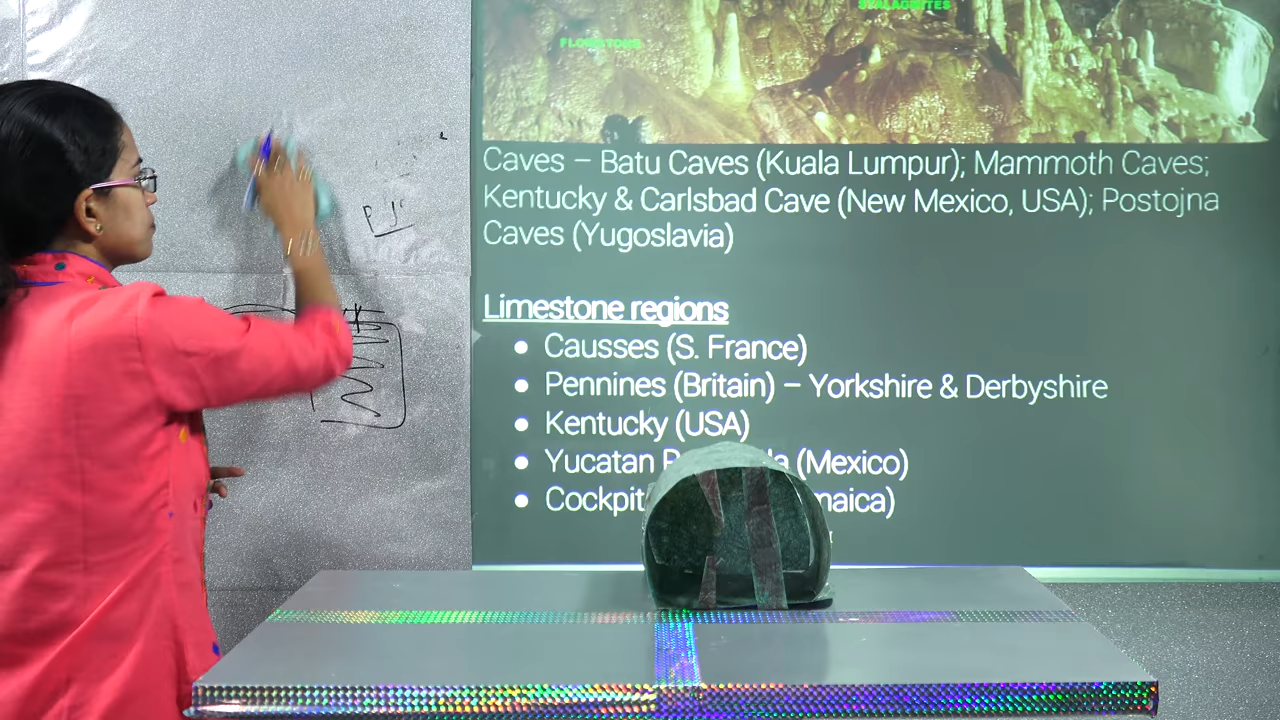 STALAGMITES
FLOWSTONE
Caves – Batu Caves (Kuala Lumpur); Mammoth Caves;
Kentucky & Carlsbad Cave (New Mexico, USA); Postojna
Caves (Yugoslavia)
Limestone regions
• Causses (S. France)
• Pennines (Britain) – Yorkshire & Derbyshire
• Kentucky (USA)
• Yucatan (Mexico)
• Cockpit